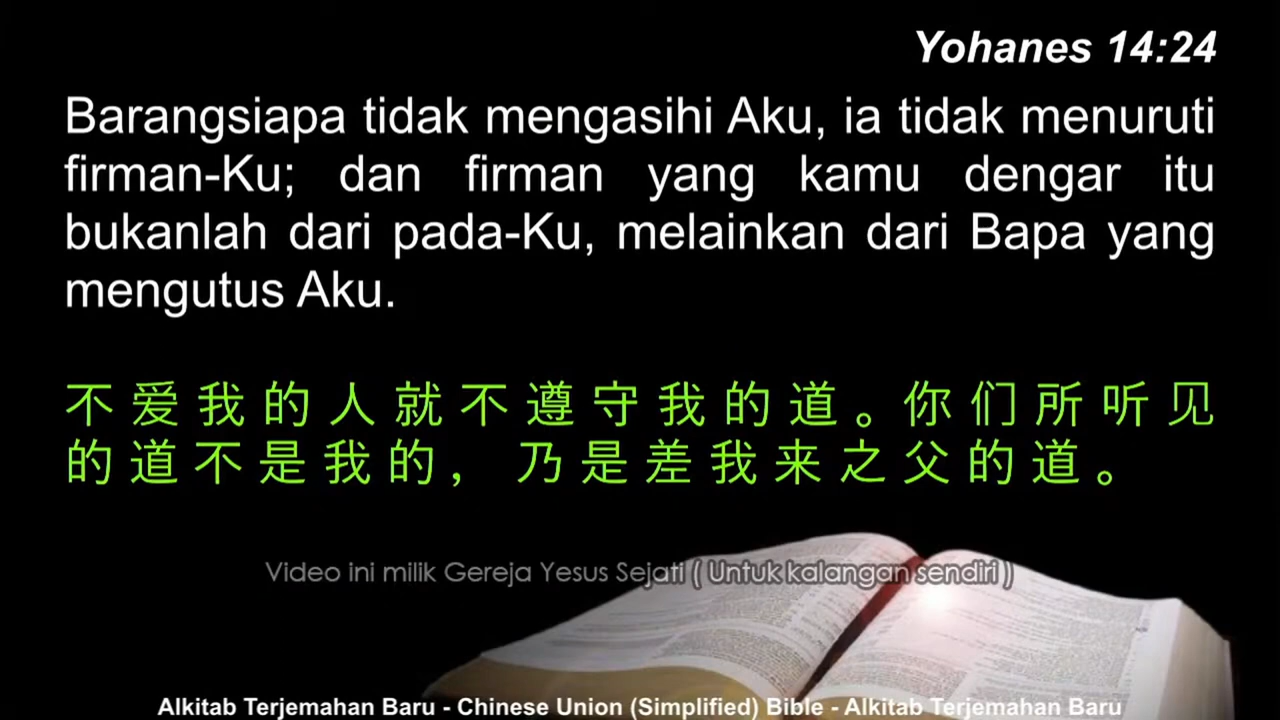 Yohanes 14:24
Barangsiapa tidak mengasihi Aku, ia tidak menuruti
firman-Ku; dan firman yang kamu dengar itu
bukanlah dari pada-Ku, melainkan dari Bapa yang
mengutus Aku.
不爱我的人就不遵守我的道。你们所听见
的道不是我的，乃是差我来之父的道。
Video ini milik Gereja Yesus Sejati ( Untuk kalangan sendiri )
Alkitab Terjemahan Baru - Chinese Union (Simplified) Bible - Alkitab Terjemahan Baru